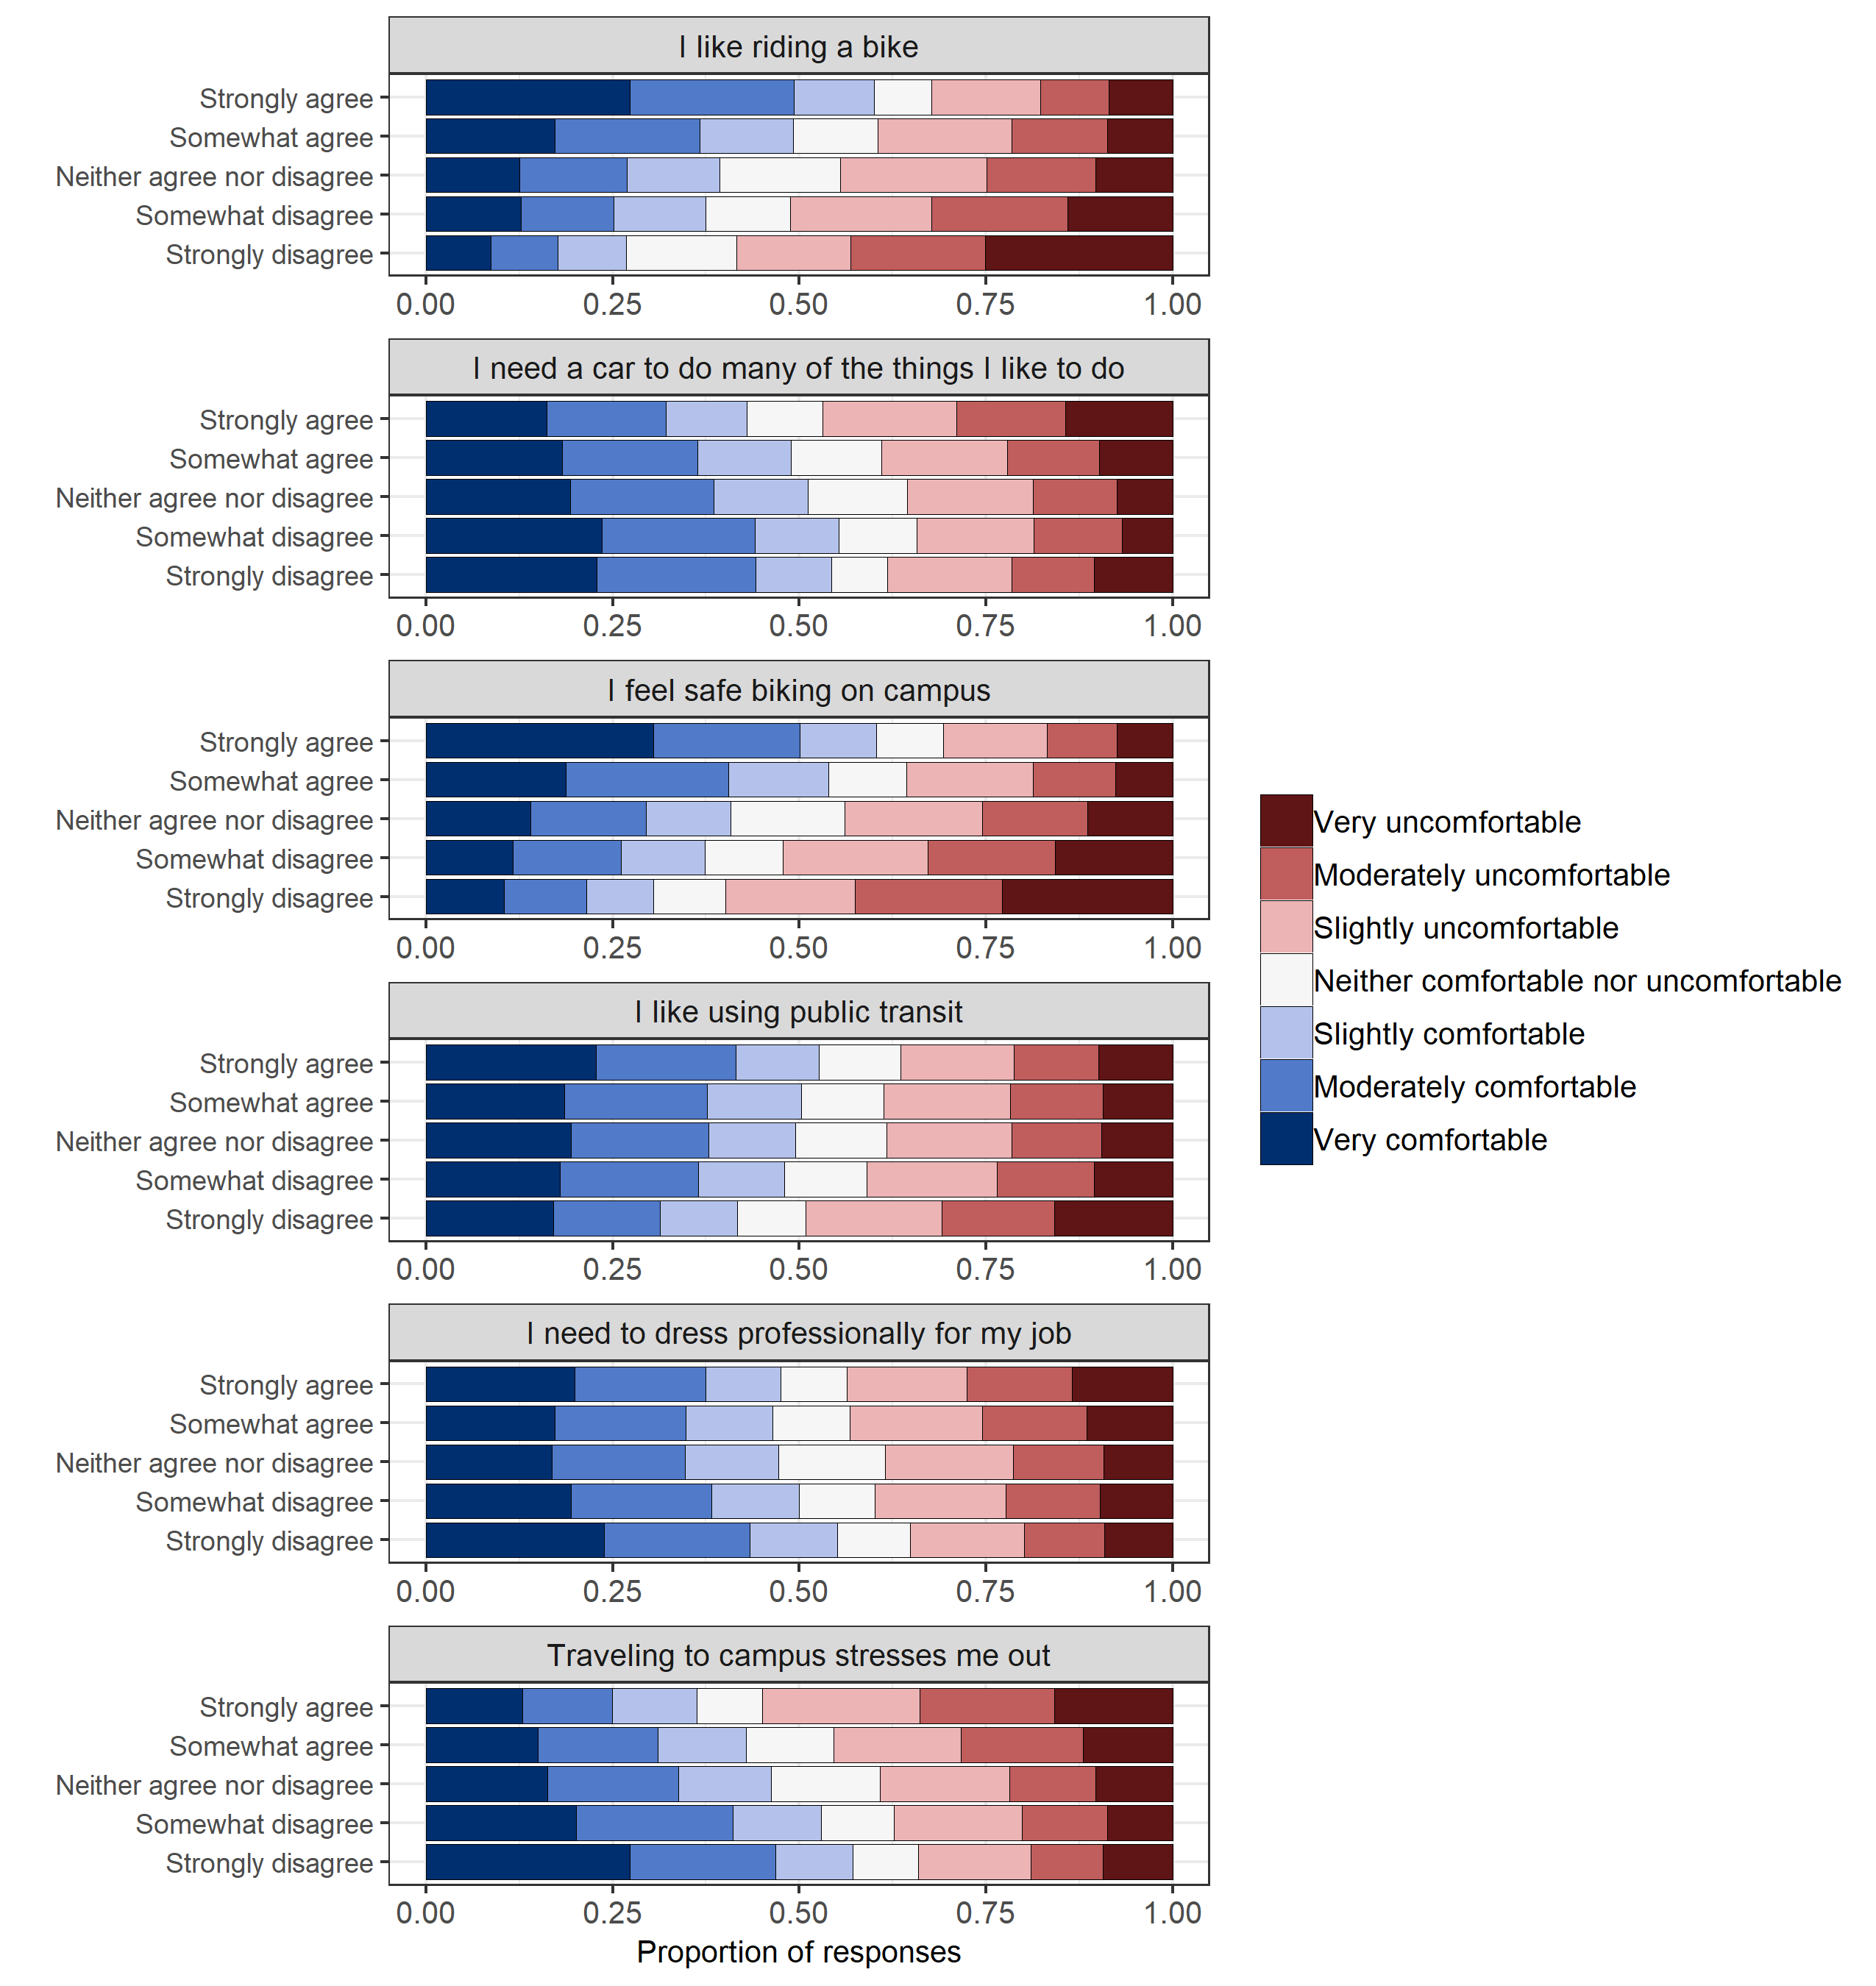 I like riding a bike
Strongly agree
Somewhat agree
Neither agree nor disagree
Somewhat disagree
Strongly disagree
0.00 0.25 0.50 0.75 1.00
I need a car to do many of the things I like to do
Strongly agree
Somewhat agree
Neither agree nor disagree
Somewhat disagree
Strongly disagree
0.00 0.25 0.50 0.75 1.00
I feel safe biking on campus
Strongly agree
Somewhat agree
Neither agree nor disagree
Somewhat disagree
Strongly disagree
0.00 0.25 0.50 0.75 1.00
I like using public transit
Strongly agree
Somewhat agree
Neither agree nor disagree
Somewhat disagree
Strongly disagree
0.00 0.25 0.50 0.75 1.00
I need to dress professionally for my job
Strongly agree
Somewhat agree
Neither agree nor disagree
Somewhat disagree
Strongly disagree
0.00 0.25 0.50 0.75 1.00
Traveling to campus stresses me out
Strongly agree
Somewhat agree
Neither agree nor disagree
Somewhat disagree
Strongly disagree
0.00 0.25 0.50 0.75 1.00
Proportion of responses
Very uncomfortable
Moderately uncomfortable
Slightly uncomfortable
Neither comfortable nor uncomfortable
Slightly comfortable
Moderately comfortable
Very comfortable